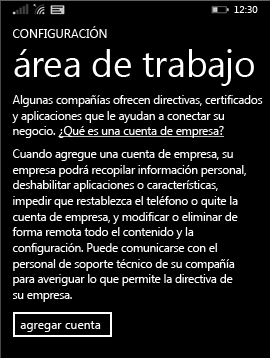 12:30
CONFIGURACIÓN
área de trabajo
Algunas compañías ofrecen directivas, certificados
y aplicaciones que le ayudan a conectar su
negocio. ¿Qué es una cuenta de empresa?
Cuando agregue una cuenta de empresa, su
empresa podrá recopilar información personal,
deshabilitar aplicaciones o características,
impedir que restablezca el teléfono o quite la
cuenta de empresa, y modificar o eliminar de
forma remota todo el contenido y la
configuración. Puede comunicarse con el
personal de soporte técnico de su compañía
para averiguar lo que permite la directiva de
su empresa.
agregar cuenta